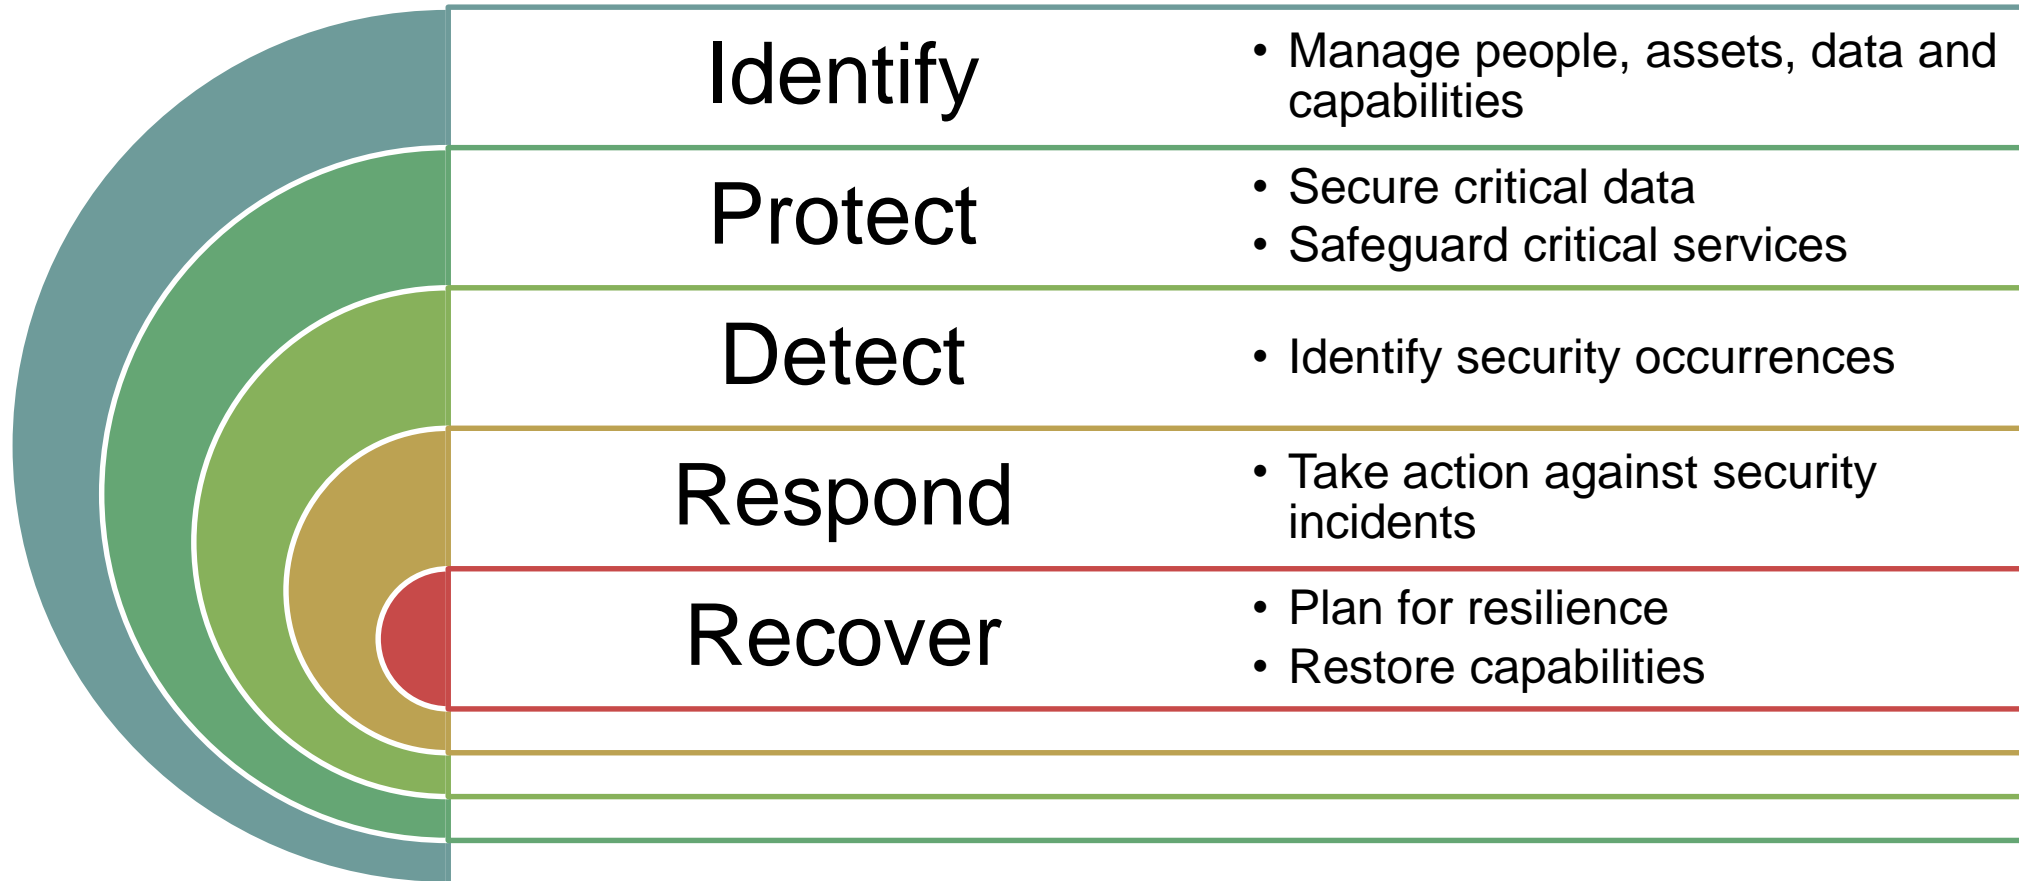 Identify
• Manage people, assets, data and
capabilities
Protect
• Secure critical data
• Safeguard critical services
Detect
• Identify security occurrences
Respond
• Take action against security
incidents
Recover
• Plan for resilience
• Restore capabilities